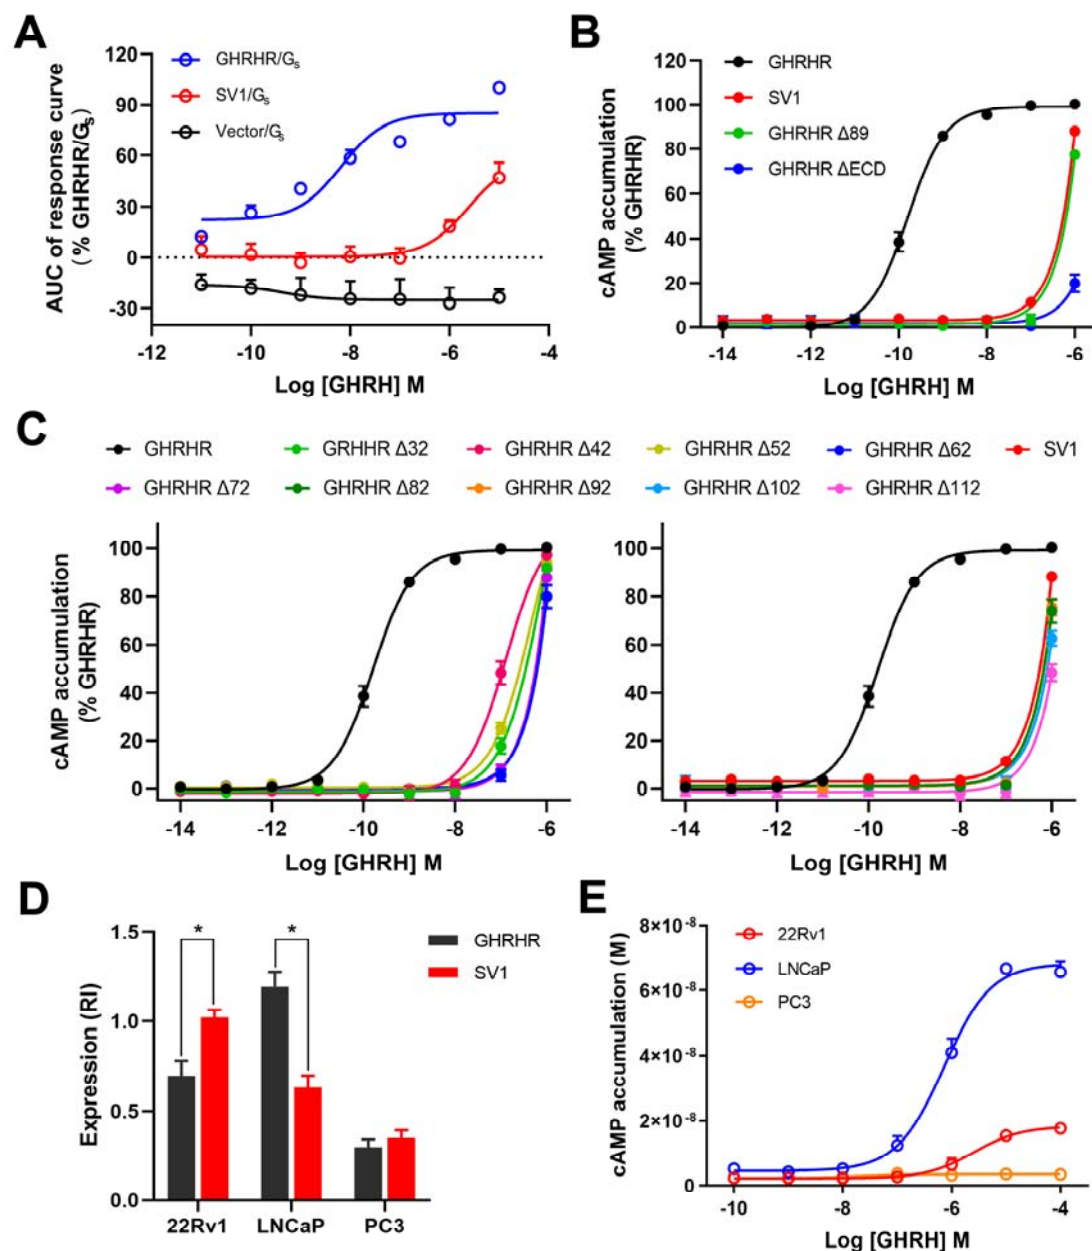 A
AUC of response curve
( % GHRHR/Gs)
120
90
60
30
0
-30
GHRHR/Gs
SV1/Gs
Vector/Gs
-12 -10 -8 -6 -4
Log [GHRH] M
B
cAMP accumulation
(% GHRHR)
120
100
80
60
40
20
0
GHRHR
SV1
GHRHR Δ89
GHRHR ΔECD
-14 -12 -10 -8 -6
Log [GHRH] M
C
GHRHR GRHHR Δ32 GHRHR Δ42 GHRHR Δ52 GHRHR Δ62 SV1
GHRHR Δ72 GHRHR Δ82 GHRHR Δ92 GHRHR Δ102 GHRHR Δ112
cAMP accumulation
(% GHRHR)
100
80
60
40
20
0
-14 -12 -10 -8 -6
Log [GHRH] M
100
80
60
40
20
0
-14 -12 -10 -8 -6
Log [GHRH] M
D
Expression (RI)
1.5
1.0
0.5
0.0
* *
GHRHR
SV1
22Rv1 LNCaP PC3
E
cAMP accumulation (M)
8×10-8
6×10-8
4×10-8
2×10-8
0
22Rv1
LNCaP
PC3
-10 -8 -6 -4
Log [GHRH] M